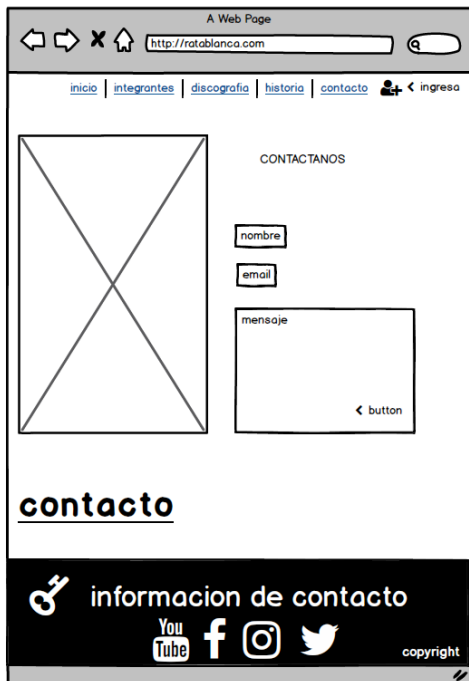 A Web Page
http://ratablanca.com
inicio integrantes discografia historia contacto ingresa
CONTACTANOS
nombre
email
mensaje
button
contacto
informacion de contacto
You
Tube
copyright